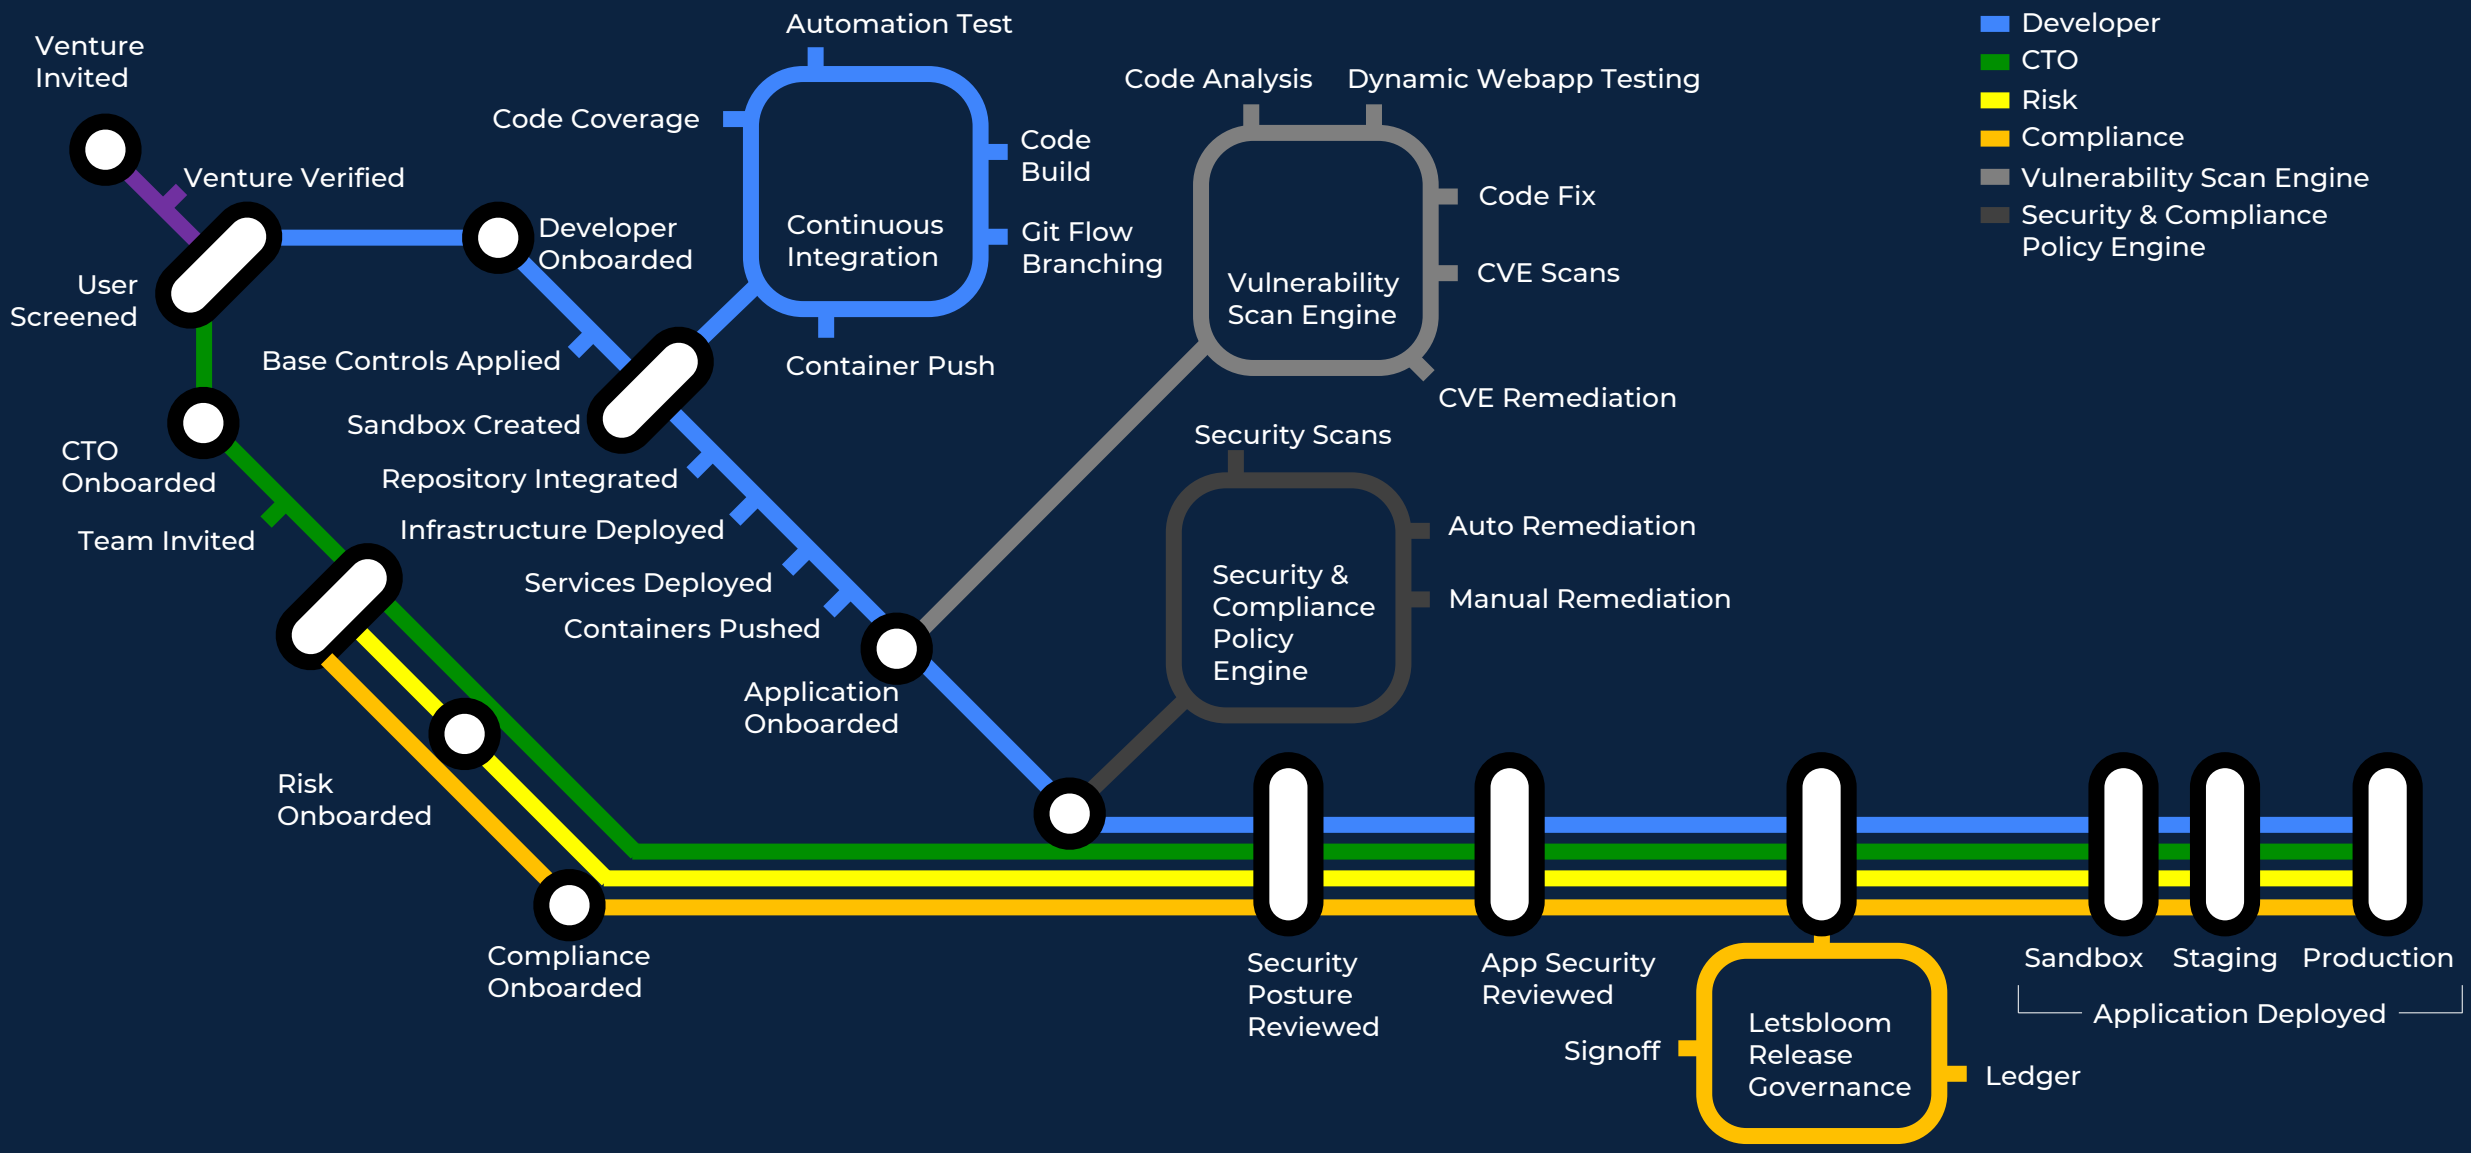 Venture
Invited
Venture Verified
User
Screened
Developer
Onboarded
CTO
Onboarded
Team Invited
Base Controls Applied
Sandbox Created
Repository Integrated
Infrastructure Deployed
Services Deployed
Containers Pushed
Application
Onboarded
Risk
Onboarded
Compliance
Onboarded
Automation Test
Code Coverage
Code
Build
Git Flow
Branching
Continuous
Integration
Container Push
Code Analysis
Dynamic Webapp Testing
Code Fix
CVE Scans
Vulnerability
Scan Engine
CVE Remediation
Security Scans
Auto Remediation
Manual Remediation
Security &
Compliance
Policy
Engine
Developer
CTO
Risk
Compliance
Vulnerability Scan Engine
Security & Compliance
Policy Engine
Security
Posture
Reviewed
App Security
Reviewed
Signoff
Letsbloom
Release
Governance
Ledger
Sandbox
Staging
Production
Application Deployed